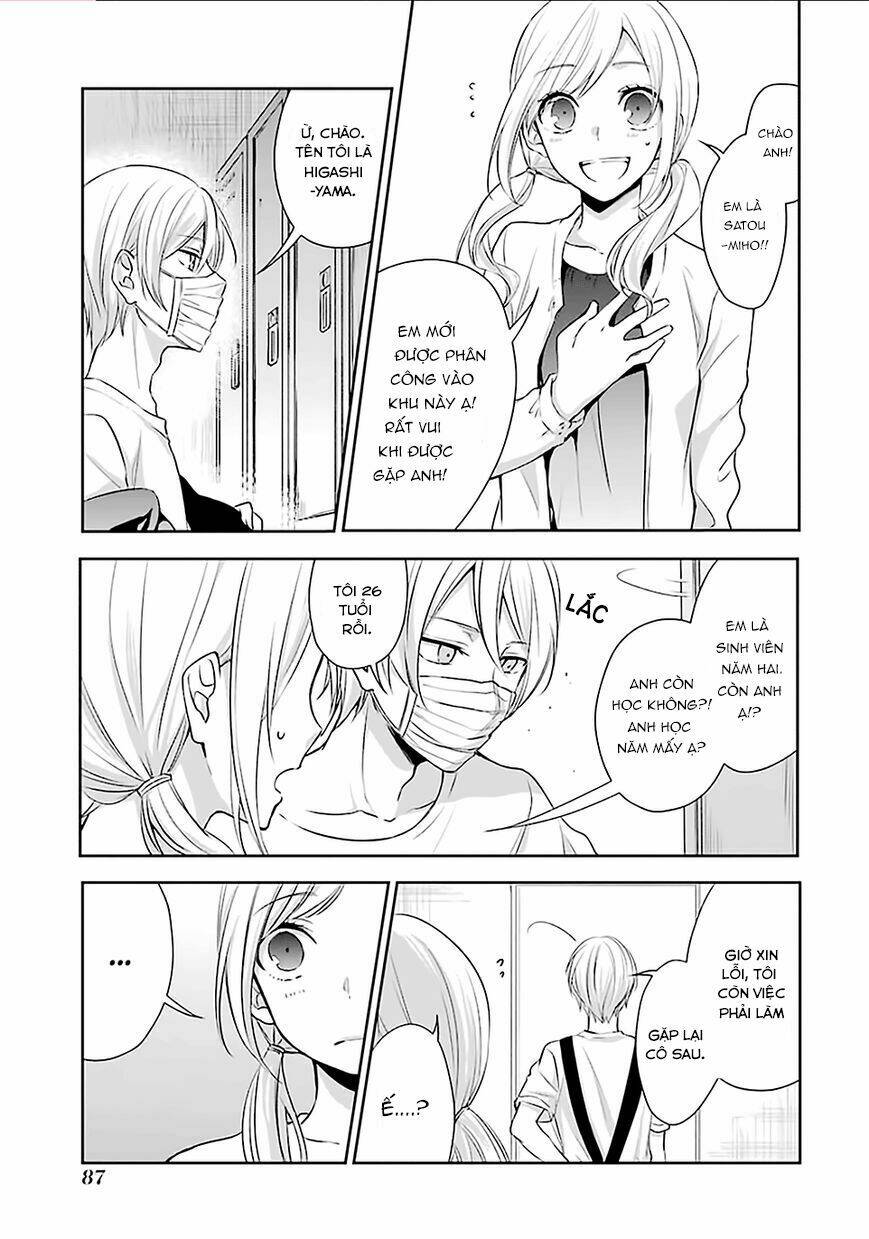 CHÀO
ANH!
EM LÀ
SATOU
-MIHO!!
EM MỚI
ĐƯỢC PHÂN
CÔNG VÀO
KHU NÀY Ạ!
RẤT VUI
KHI ĐƯỢC
GẶP ANH!
Ừ, CHÀO.
TÊN TÔI LÀ
HIGASHI
-YAMA.
EM LÀ
SINH VIÊN
NĂM HAI.
CÒN ANH
Ạ!?
ANH CÒN
HỌC KHÔNG?!
ANH HỌC
NĂM MẤY Ạ?
LẮC
TÔI 26
TUỔI
RỒI.
GIỜ XIN
LỖI, TÔI
CÒN VIỆC
PHẢI LÀM
GẶP LẠI
CÔ SAU.
Ế....?
...
87